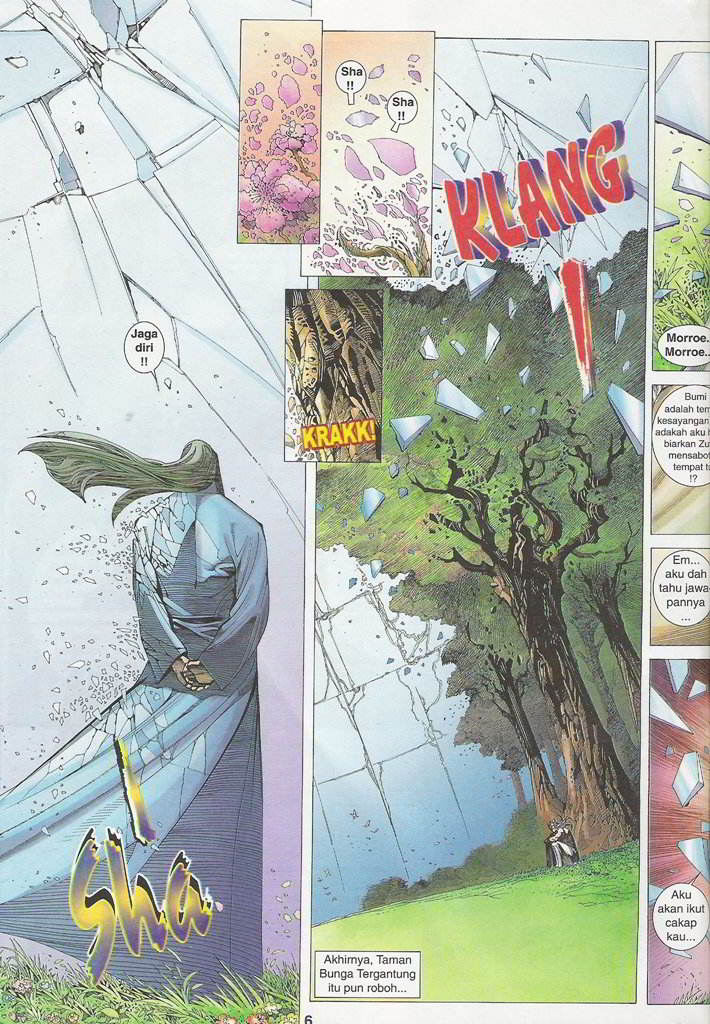 Jaga
diri
!!
Sha
!
Sha
!!
Sha
!!
KRAKK!
KLANG
!
Akhirnya, Taman
Bunga Tergantung
itu pun roboh...
6
Morroe..
Morroe..
Bumi
adalah
kesayangan
adakah aku
biarkan
mensabot
tempat
!?
Em...
aku dah
tahu jawa-
pannya
...
Aku
akan ikut
cakap
kau...